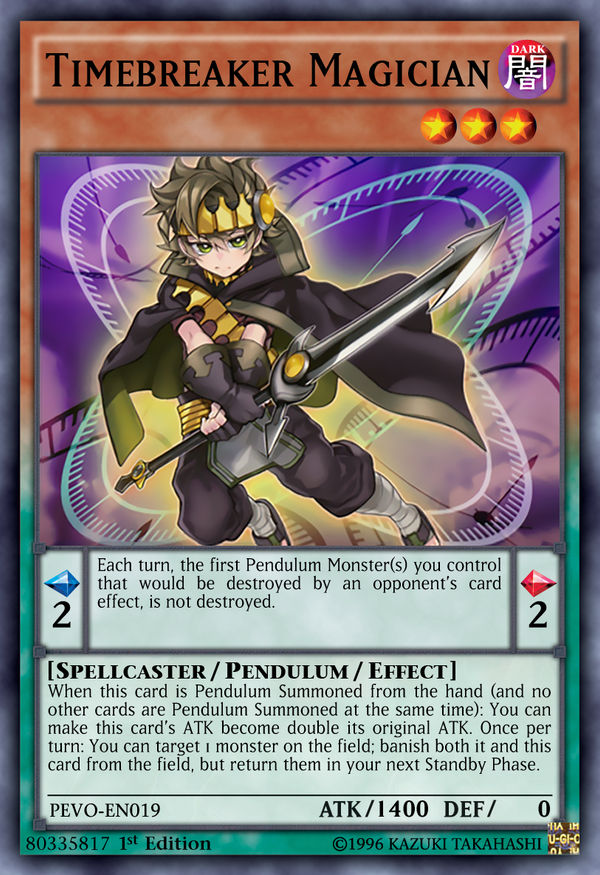 TIMEBREAKER MAGICIAN
DARK
闇
Each turn, the first Pendulum Monster(s) you control
that would be destroyed by an opponent's card
effect, is not destroyed.
2
2
[SPELLCASTER / PENDULUM / EFFECT]
When this card is Pendulum Summoned from the hand (and no
other cards are Pendulum Summoned at the same time): You can
make this card's ATK become double its original ATK. Once per
turn: You can target 1 monster on the field; banish both it and this
card from the field, but return them in your next Standby Phase.
PEVO-EN019
ATK/1400 DEF/ 0
80335817 1st Edition
©1996 KAZUKI TAKAHASHI